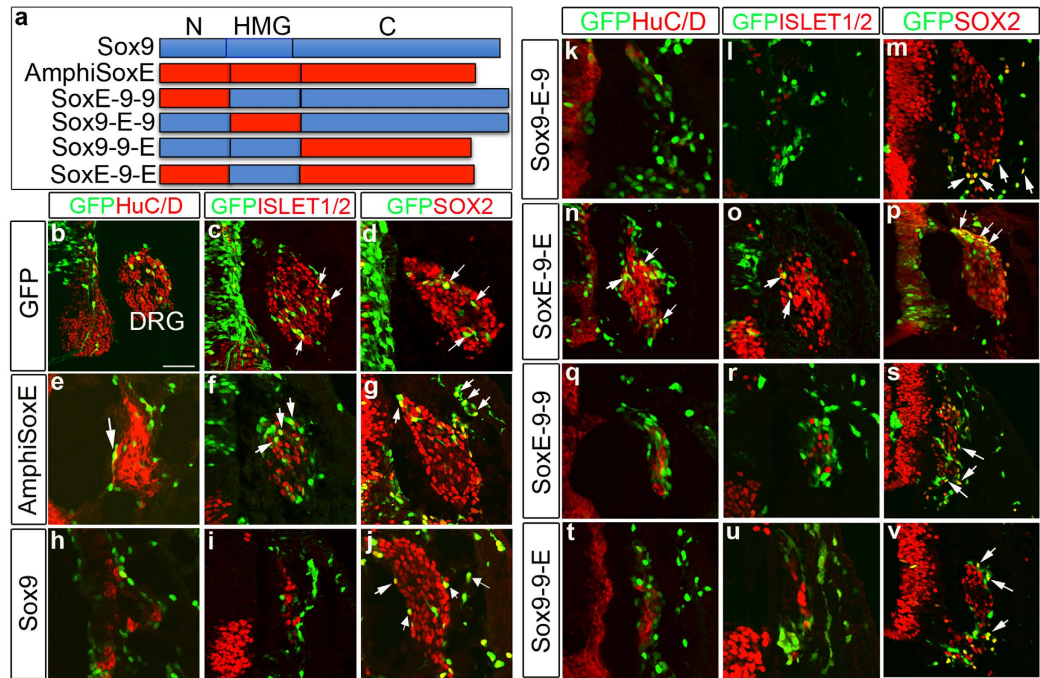 a
N HMG C
Sox9
AmphiSoxE
SoxE-9-9
Sox9-E-9
Sox9-9-E
SoxE-9-E
GFPHuC/D GFPISLET1/2 GFPSOX2
GFP
b c d
DRG
AmphiSoxE
e f g
Sox9
h i j
GFPHuC/D GFPISLET1/2 GFPSOX2
Sox9-E-9
k l m
SoxE-9-E
n o p
SoxE-9-9
q r s
Sox9-9-E
t u v